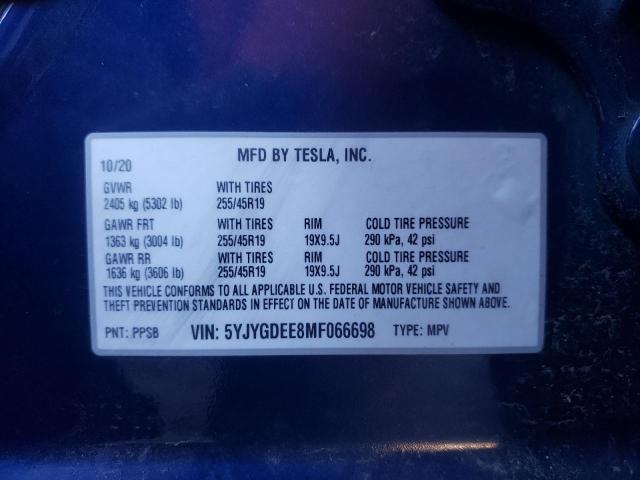 MFD BY TESLA, INC.
10/20
GVWR WITH TIRES
2405 kg (5302 lb) 255/45R19
GAWR FRT WITH TIRES RIM COLD TIRE PRESSURE
1363 kg (3004 lb) 255/45R19 19X9.5J 290 kPa, 42 psi
GAWR RR WITH TIRES RIM COLD TIRE PRESSURE
1636 kg (3606 lb) 255/45R19 19X9.5J 290 kPa, 42 psi
THIS VEHICLE CONFORMS TO ALL APPLICABLE U.S. FEDERAL MOTOR VEHICLE SAFETY AND
THEFT PREVENTION STANDARDS IN EFFECT ON THE DATE OF MANUFACTURE SHOWN ABOVE.
PNT: PPSB VIN: 5YJYGDEE8MF066698 TYPE: MPV